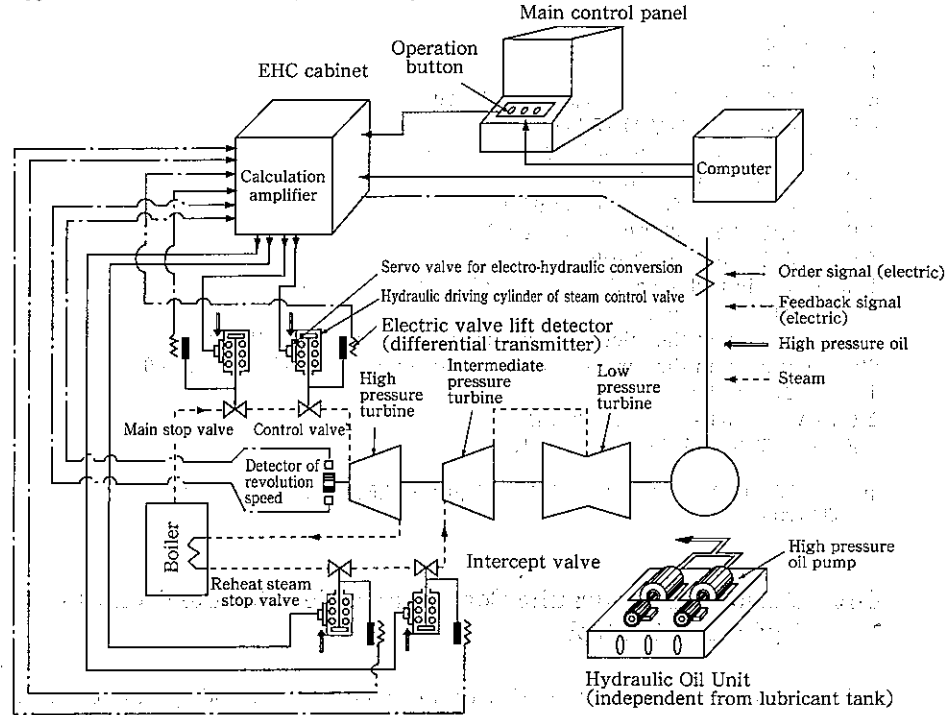 Main control panel
Operation
button
EHC cabinet
Calculation
amplifier
Computer
Servo valve for electro-hydraulic conversion
Hydraulic driving cylinder of steam control valve
Electric valve lift detector
(differential transmitter)
Order signal (electric)
Feedback signal
(electric)
High pressure oil
Steam
High
pressure
turbine
Intermediate
pressure
turbine
Low
pressure
turbine
Main stop valve
Control valve
Detector of
revolution
speed
Boiler
Reheat steam
stop valve
Intercept valve
High pressure
oil pump
Hydraulic Oil Unit
(independent from lubricant tank)